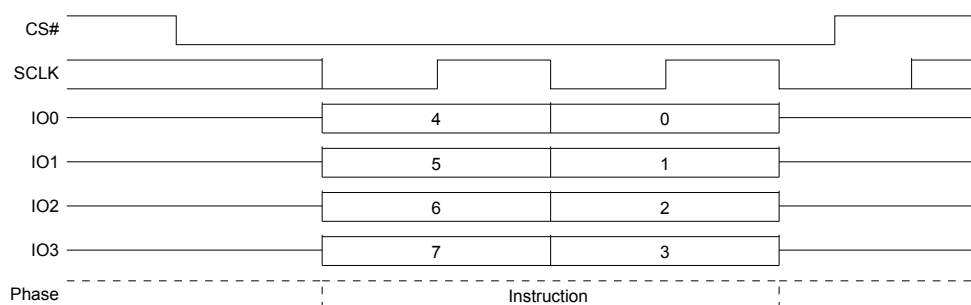 CS#
SCLK
IO0 4 0
IO1 5 1
IO2 6 2
IO3 7 3
Phase Instruction